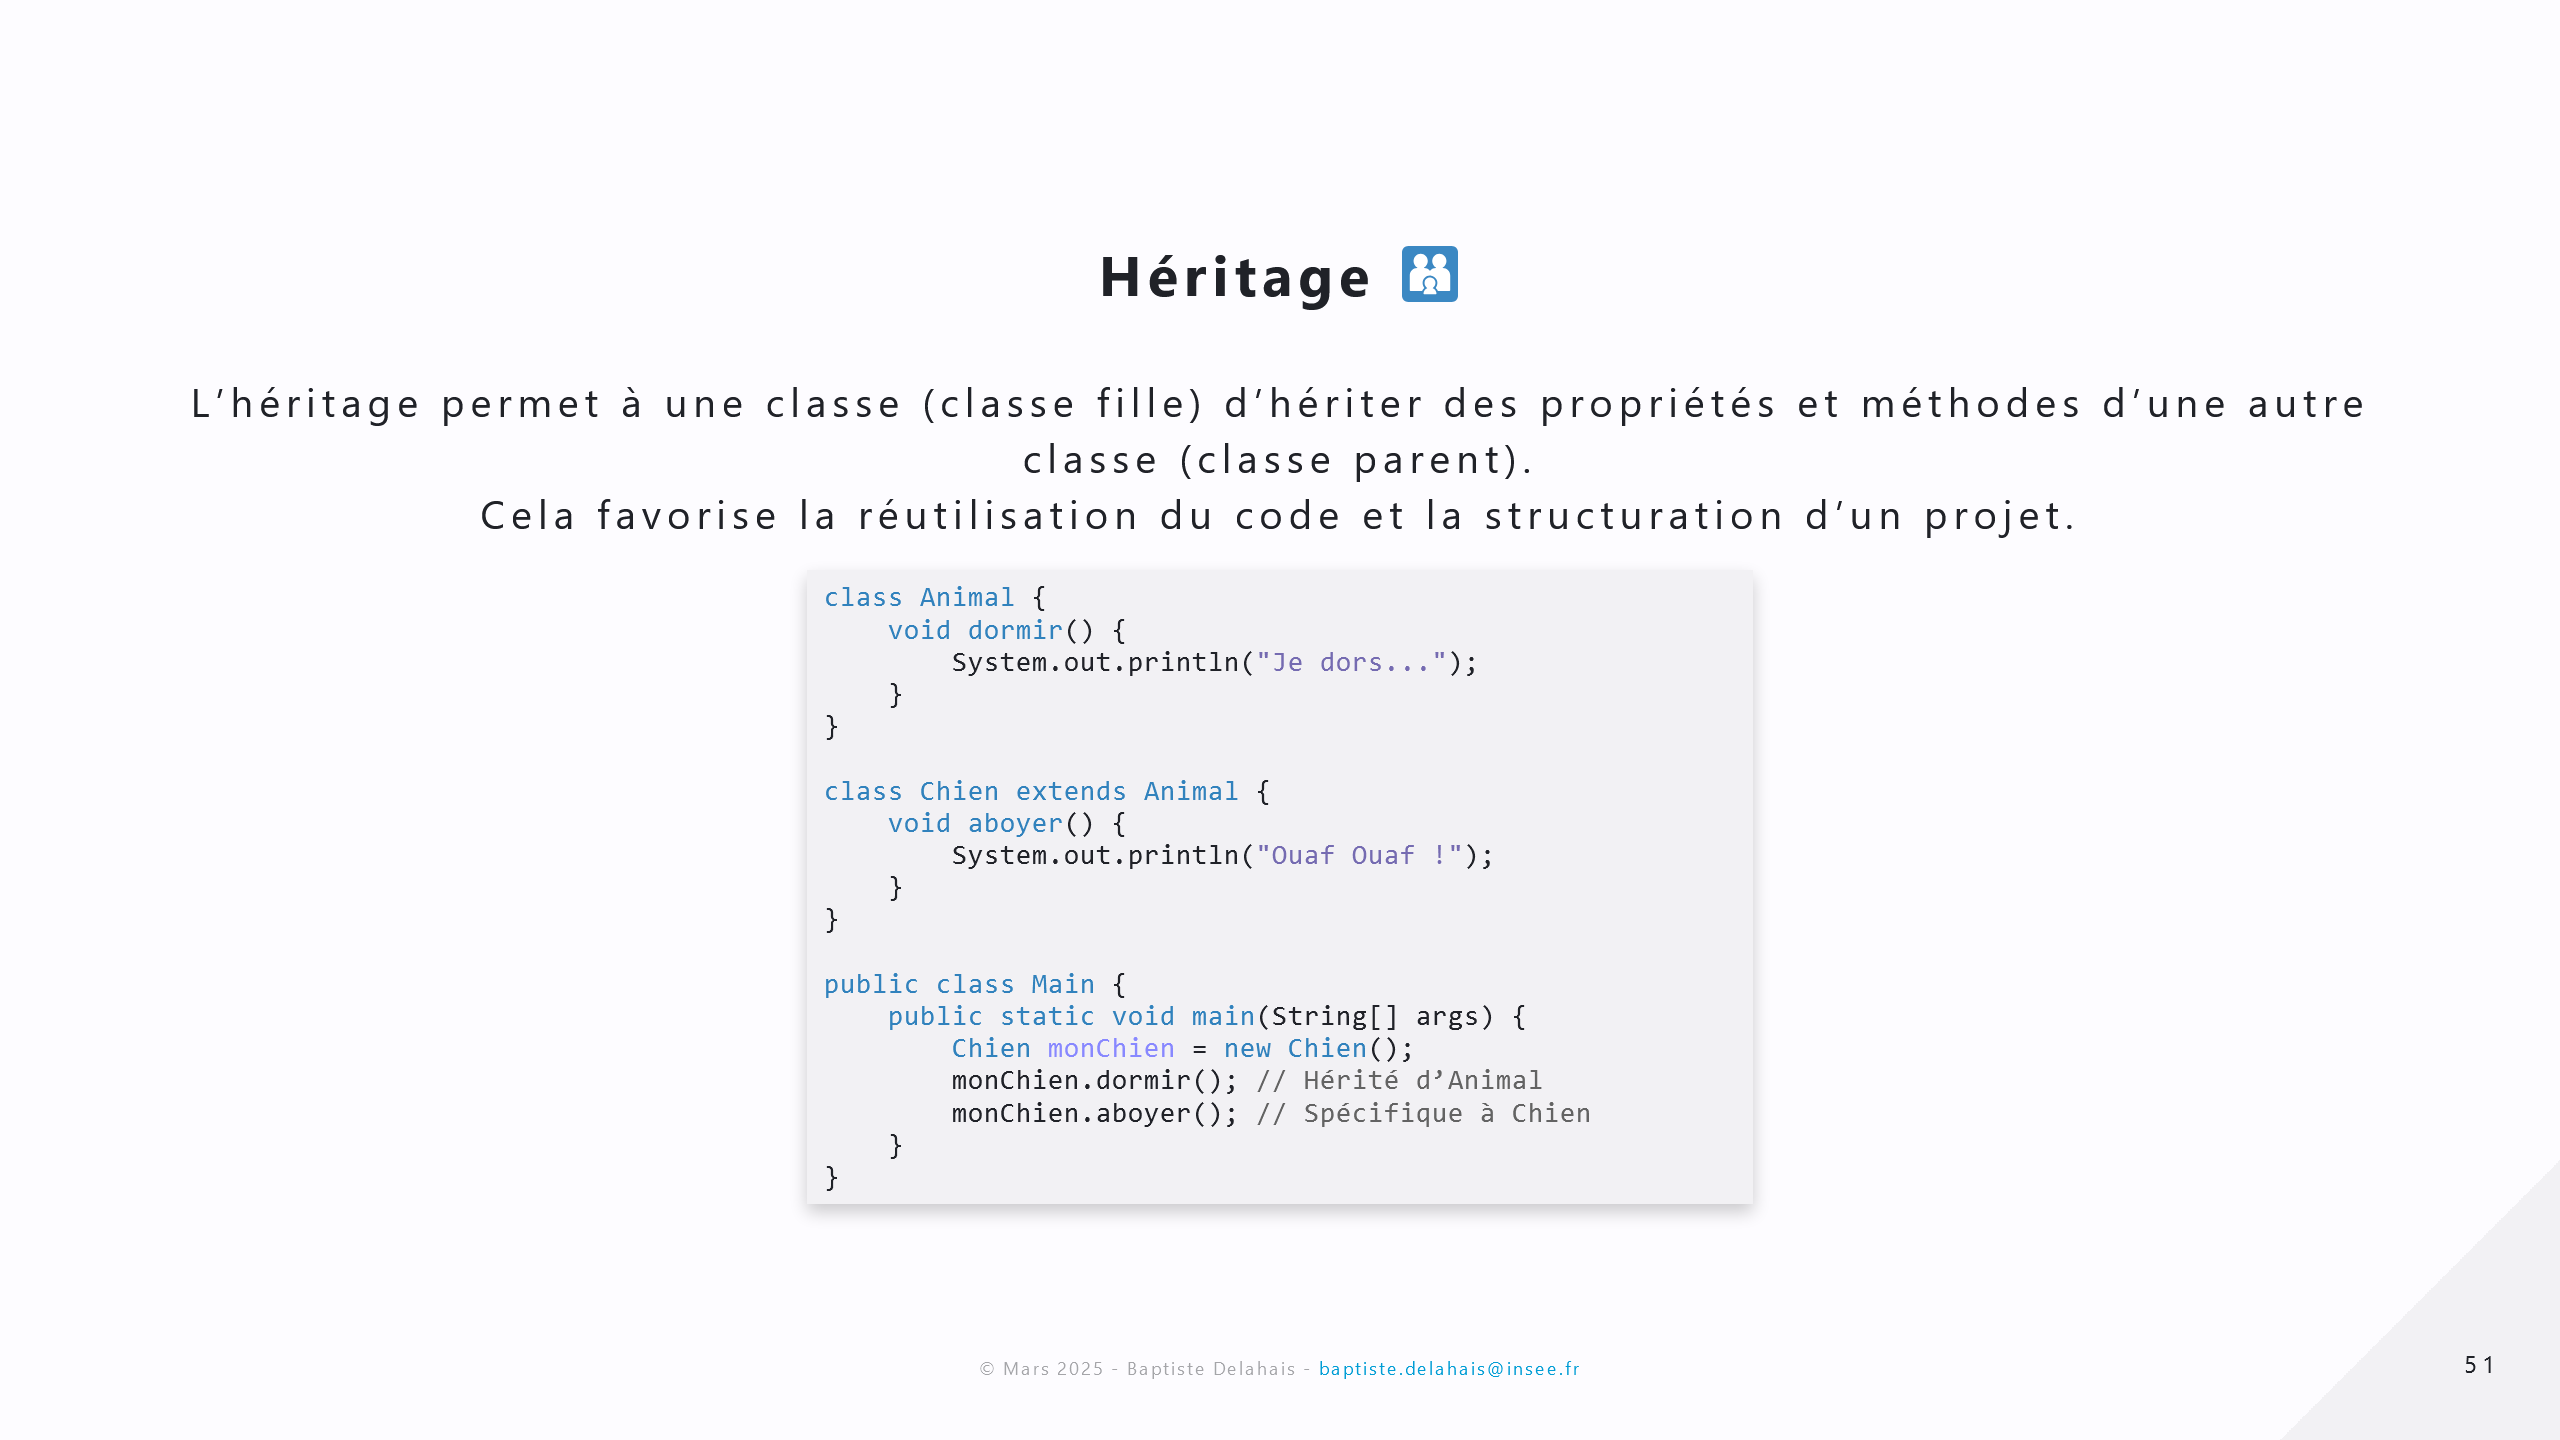 Héritage
L’héritage permet à une classe (classe fille) d’hériter des propriétés et méthodes d’une autre
classe (classe parent).
Cela favorise la réutilisation du code et la structuration d’un projet.
class Animal {
    void dormir() {
        System.out.println("Je dors...");
    }
}

class Chien extends Animal {
    void aboyer() {
        System.out.println("Ouaf Ouaf !");
    }
}

public class Main {
    public static void main(String[] args) {
        Chien monChien = new Chien();
        monChien.dormir(); // Hérité d’Animal
        monChien.aboyer(); // Spécifique à Chien
    }
}
© Mars 2025 - Baptiste Delahais - baptiste.delahais@insee.fr
51